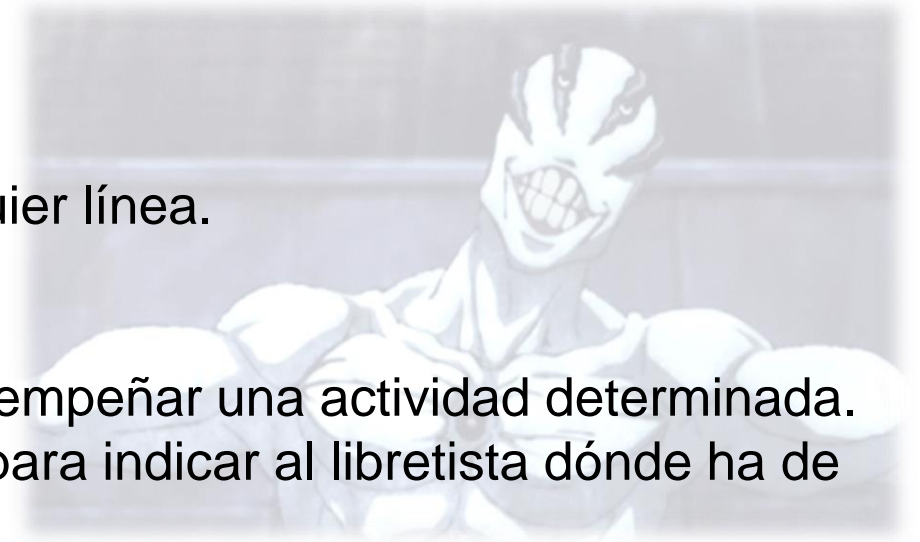 uier línea.
empeñar una actividad determinada.
para indicar al libretista dónde ha de